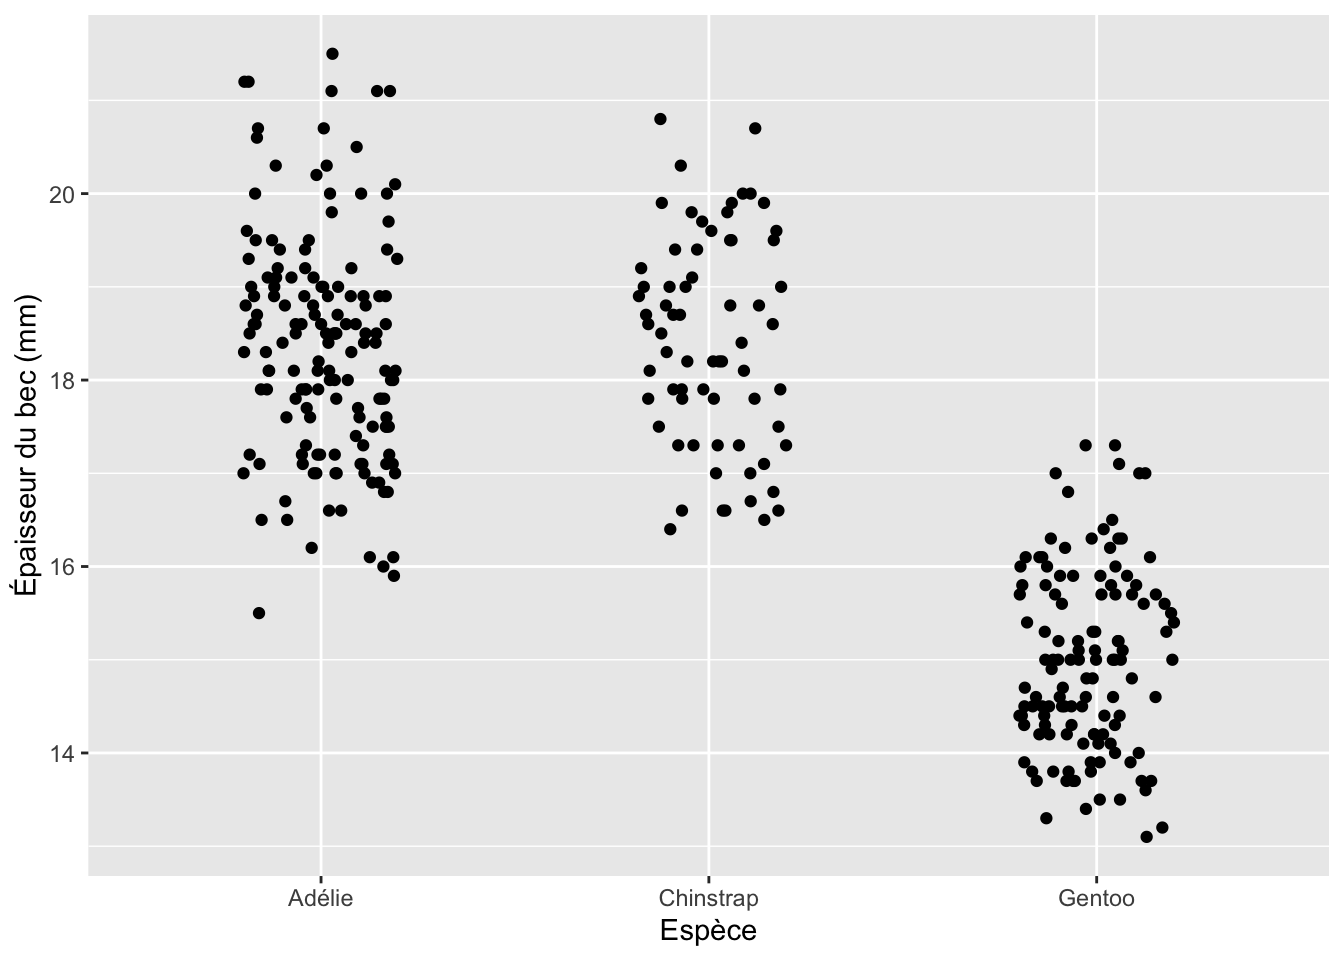 Épaisseur du bec (mm)
20
18
16
14
Adélie
Chinstrap
Gentoo
Espèce